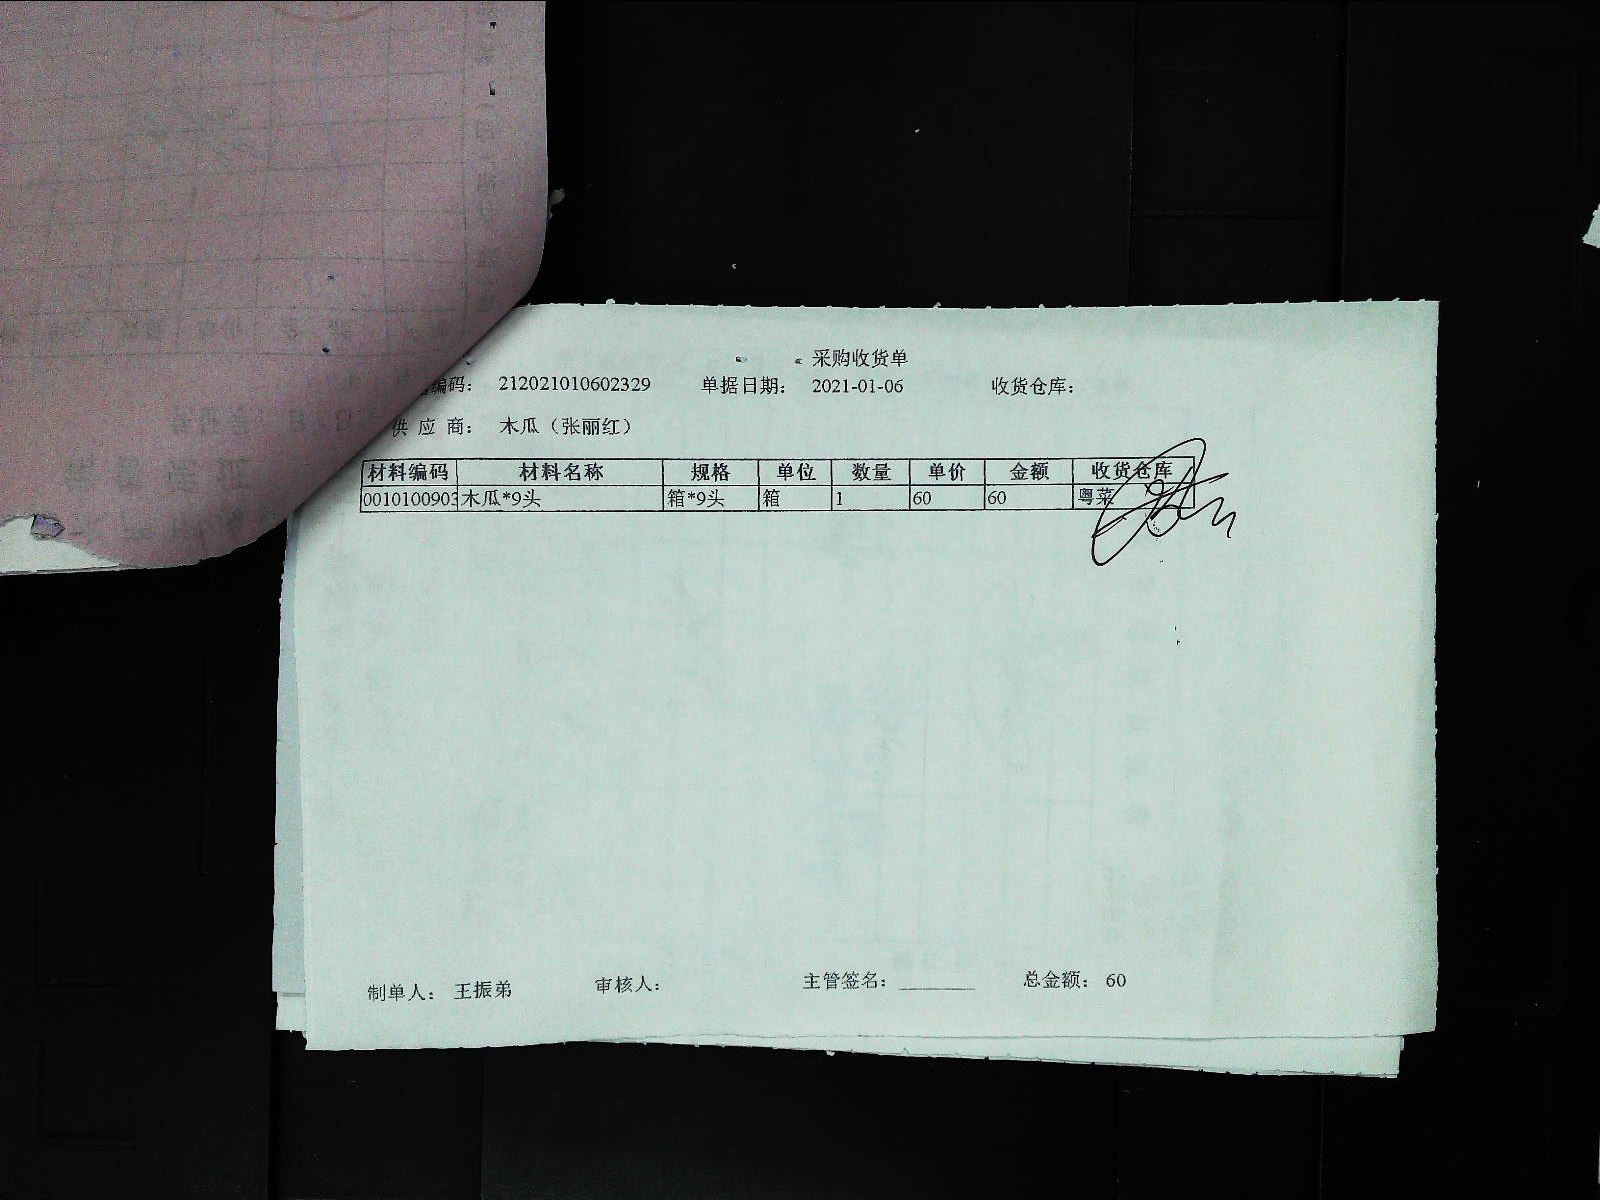 采购收货单
编码： 212021010602329 单据日期： 2021-01-06 收货仓库：
供 应 商： 木瓜（张丽红）
材料编码 材料名称 规格 单位 数量 单价 金额 收货仓库
0010100903 木瓜*9头 箱*9头 箱 1 60 60 粤菜
制单人： 王振弟 审核人： 主管签名： 总金额： 60